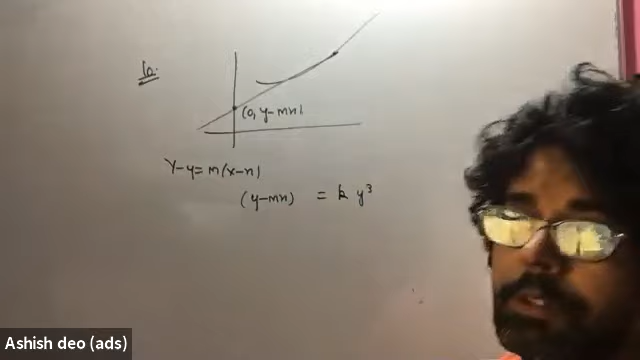 10.
(0, y-mx)
Y-y=m(X-x)
(y-mx) = k y³
Ashish deo (ads)